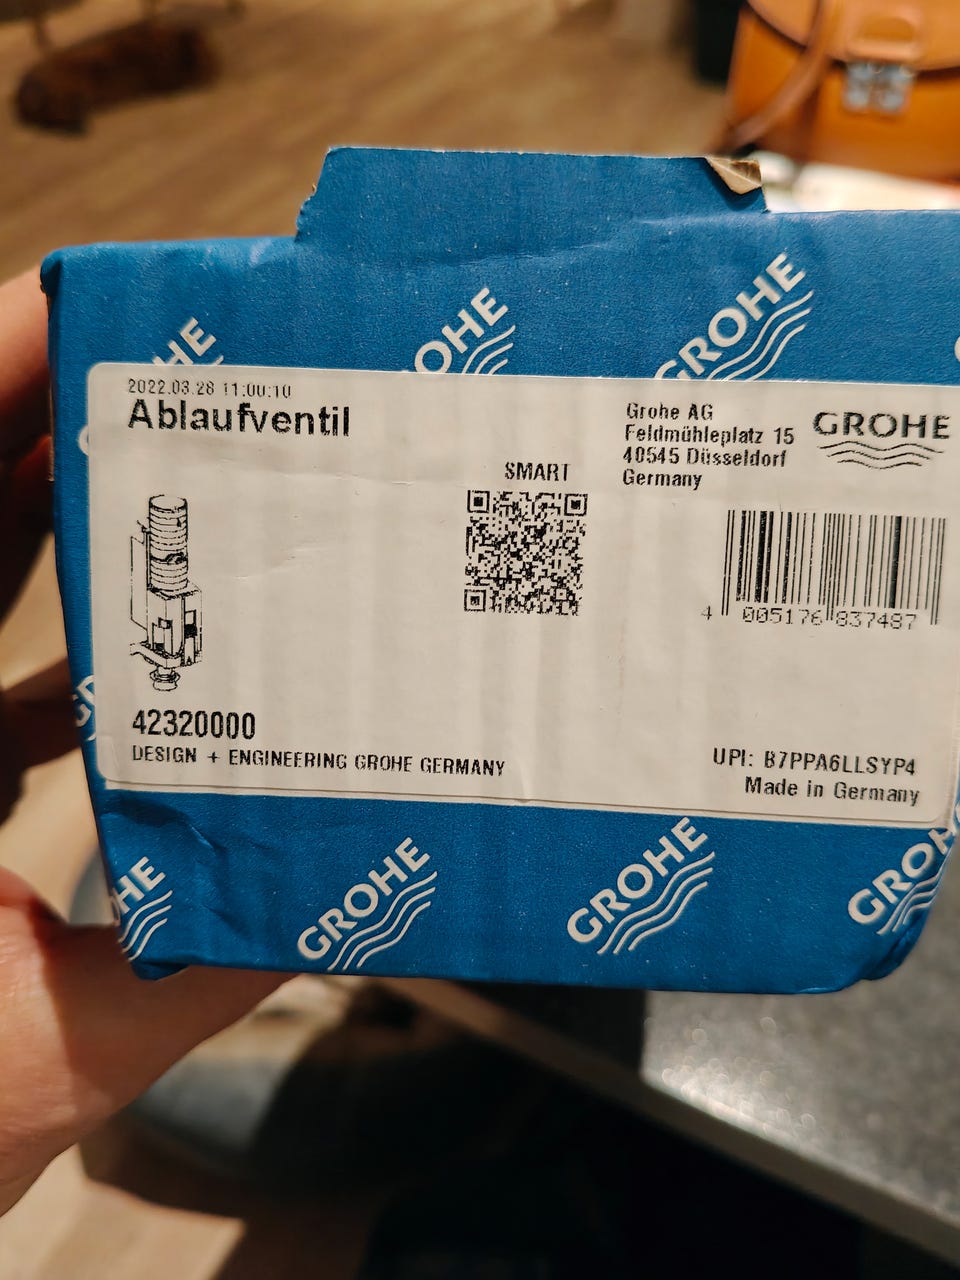 GROHE
GROHE
GROHE
2022.03.28 11:00:10
Ablaufventil
Grohe AG
Feldmühleplatz 15
40545 Düsseldorf
Germany
GROHE
SMART
4 005176 837487
42320000
DESIGN + ENGINEERING GROHE GERMANY
UPI: B7PPA6LLSYP4
Made in Germany
GROHE
GROHE
GROHE
GROHE